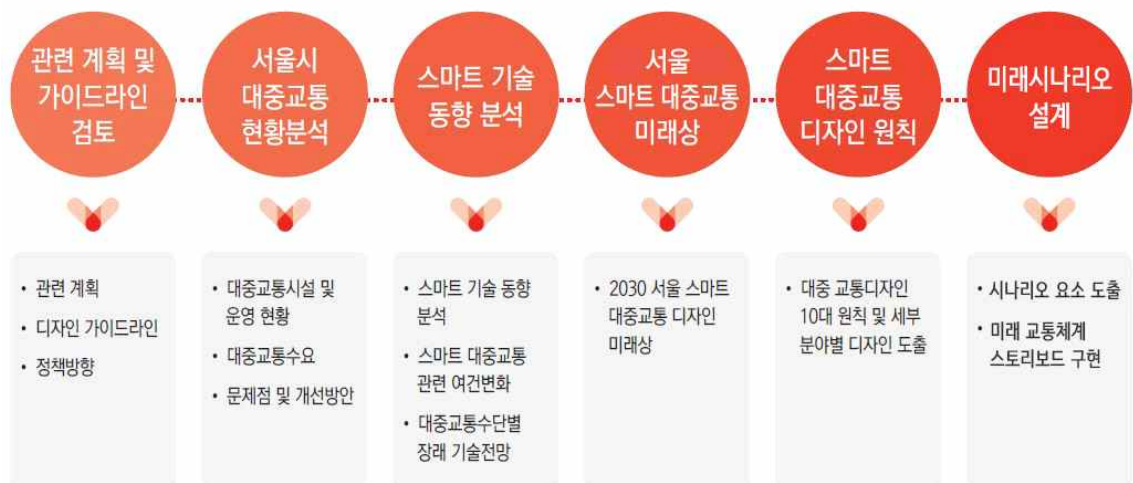 관련 계획 및
가이드라인
검토
서울시
대중교통
현황분석
스마트 기술
동향 분석
서울
스마트 대중교통
미래상
스마트
대중교통
디자인 원칙
미래시나리오
설계
• 관련 계획
• 디자인 가이드라인
• 정책방향
• 대중교통시설 및
운영 현황
• 대중교통수요
• 문제점 및 개선방안
• 스마트 기술 동향
분석
• 스마트 대중교통
관련 여건변화
• 대중교통수단별
장래 기술전망
• 2030 서울 스마트
대중교통 디자인
미래상
• 대중 교통디자인
10대 원칙 및 세부
분야별 디자인 도출
• 시나리오 요소 도출
• 미래 교통체계
스토리보드 구현